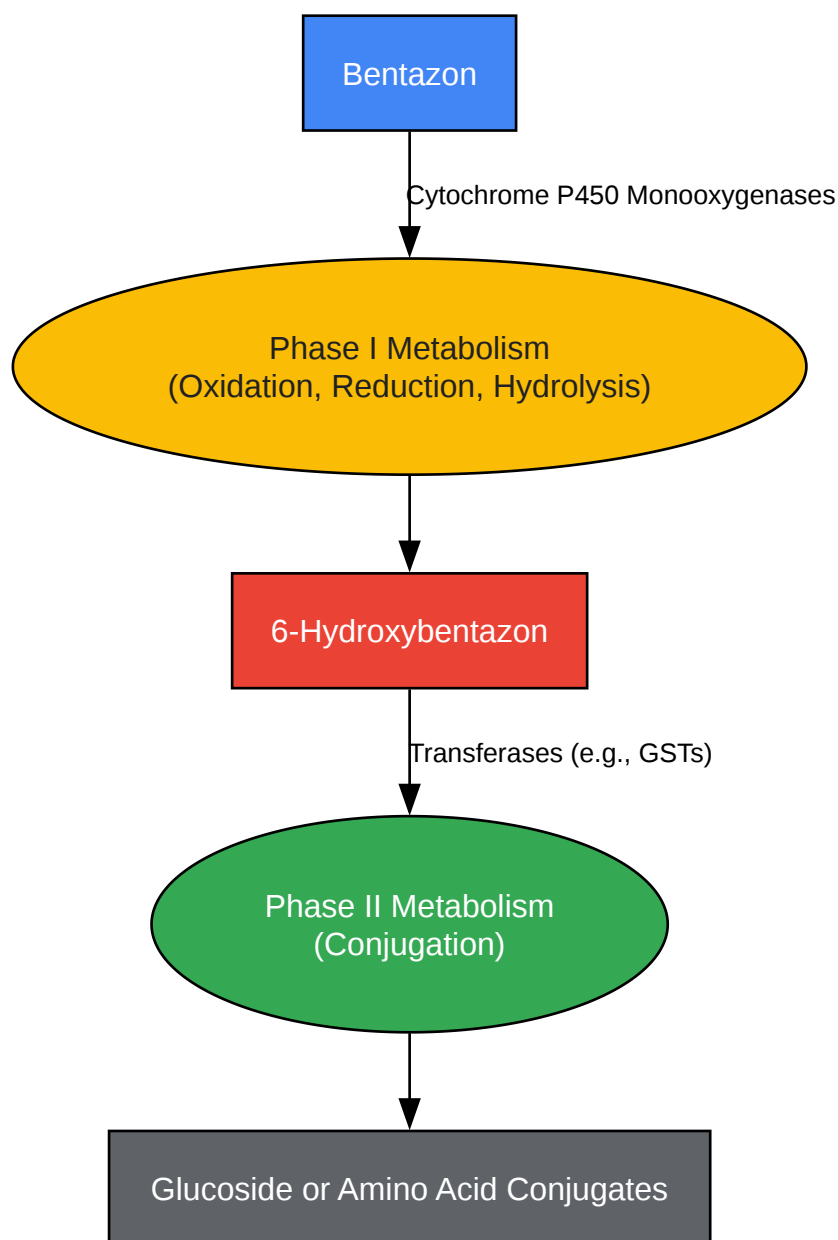 Bentazon
Cytochrome P450 Monooxygenases
Phase I Metabolism
(Oxidation, Reduction, Hydrolysis)
6-Hydroxybentazon
Transferases (e.g., GSTs)
Phase II Metabolism
(Conjugation)
Glucoside or Amino Acid Conjugates